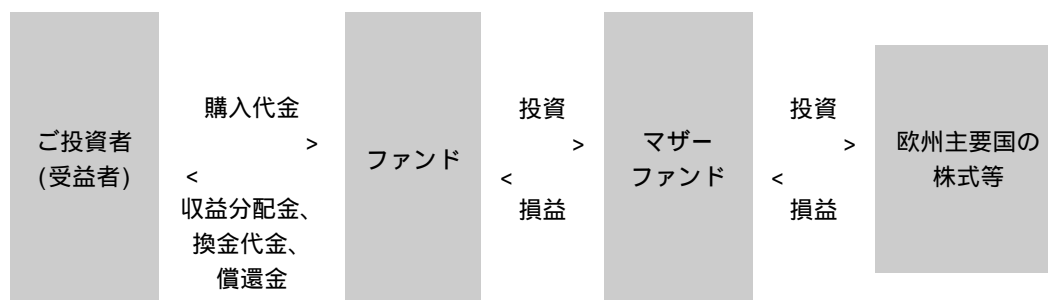 ご投資者
(受益者)
購入代金
>
<
収益分配金、
換金代金、
償還金
ファンド
投資
>
<
損益
マザー
ファンド
投資
>
<
損益
欧州主要国の
株式等